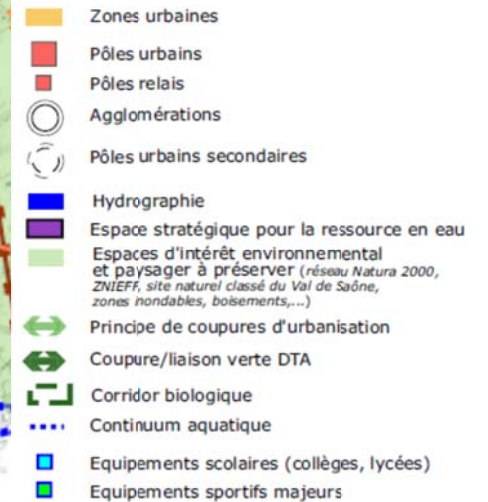 Zones urbaines
Pôles urbains
Pôles relais
Agglomérations
Pôles urbains secondaires
Hydrographie
Espace stratégique pour la ressource en eau
Espaces d'intérêt environnemental
et paysager à préserver (réseau Natura 2000,
ZNIEFF, site naturel classé du Val de Saône,
zones inondables, boisements,...)
Principe de coupures d'urbanisation
Coupure/liaison verte DTA
Corridor biologique
Continuum aquatique
Equipements scolaires (collèges, lycées)
Equipements sportifs majeurs